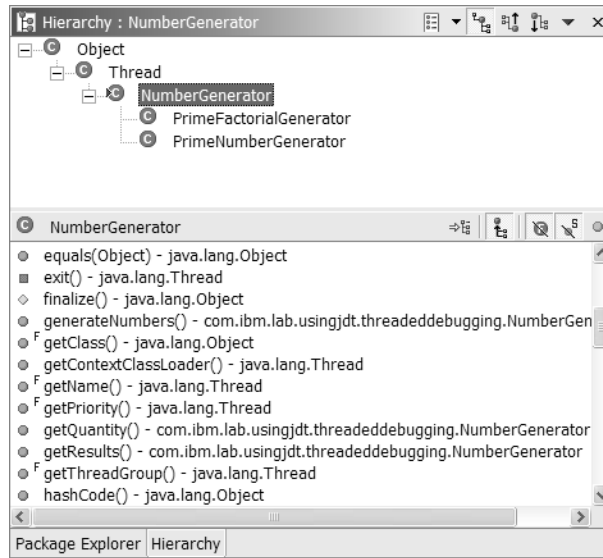 Hierarchy : NumberGenerator
C Object
C Thread
C NumberGenerator
C PrimeFactorialGenerator
C PrimeNumberGenerator
C NumberGenerator
S
equals(Object) - java.lang.Object
exit() - java.lang.Thread
finalize() - java.lang.Object
generateNumbers() - com.ibm.lab.usingjdt.threadeddebugging.NumberGen
F getClass() - java.lang.Object
getContextClassLoader() - java.lang.Thread
F getName() - java.lang.Thread
F getPriority() - java.lang.Thread
getQuantity() - com.ibm.lab.usingjdt.threadeddebugging.NumberGenerator
getResults() - com.ibm.lab.usingjdt.threadeddebugging.NumberGenerator
F getThreadGroup() - java.lang.Thread
hashCode() - java.lang.Object
Package Explorer Hierarchy